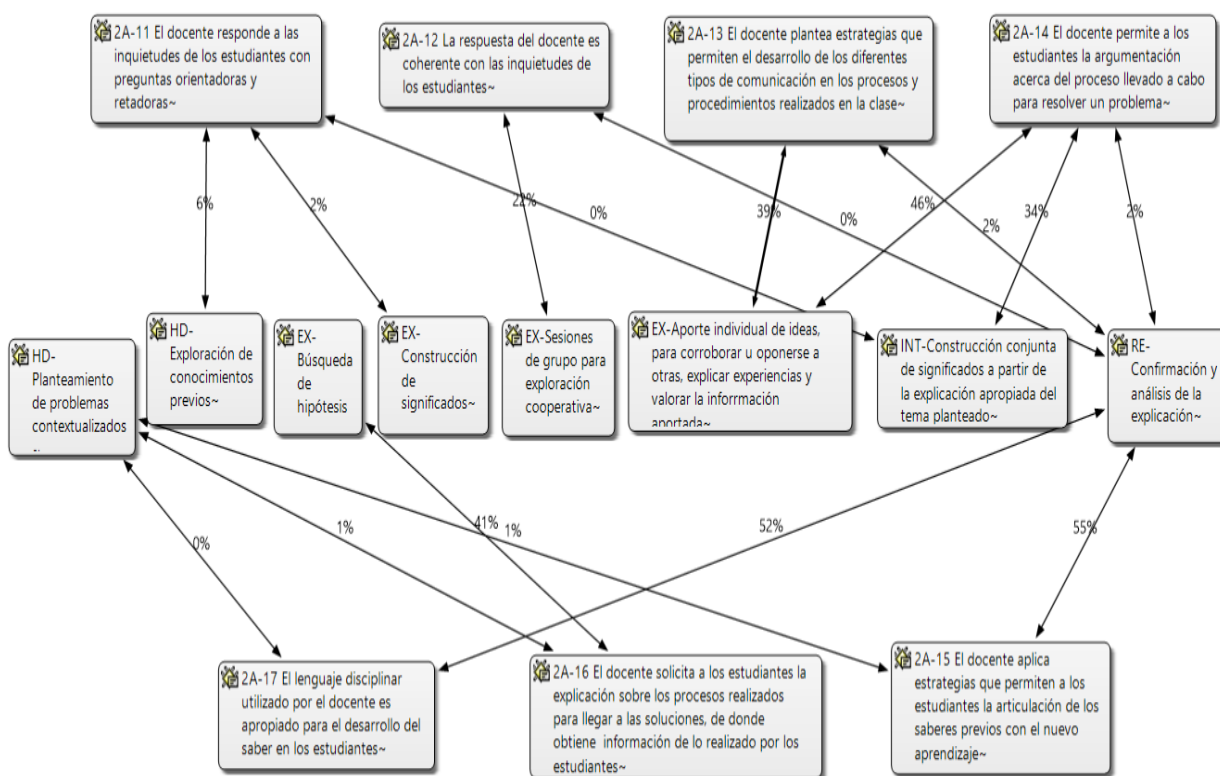 2A-11 El docente responde a las
inquietudes de los estudiantes con
preguntas orientadoras y
retadoras~
2A-12 La respuesta del docente es
coherente con las inquietudes de
los estudiantes~
2A-13 El docente plantea estrategias que
permiten el desarrollo de los diferentes
tipos de comunicación en los procesos y
procedimientos realizados en la clase~
2A-14 El docente permite a los
estudiantes la argumentación
acerca del proceso llevado a cabo
para resolver un problema~
6%
2%
22%
0%
39%
46%
0%
2%
34%
2%
HD-
Planteamiento
de problemas
contextualizados
HD-
Exploración de
conocimientos
previos~
EX-
Búsqueda
de
hipótesis
EX-
Construcción
de
significados~
EX-Sesiones
de grupo para
exploración
cooperativa~
EX-Aporte individual de ideas,
para corroborar u oponerse a
otras, explicar experiencias y
valorar la inforrmación
aportada~
INT-Construcción conjunta
de significados a partir de
la explicación apropiada del
tema planteado~
RE-
Confirmación y
análisis de la
explicación~
0%
1%
41%
1%
52%
55%
2A-17 El lenguaje disciplinar
utilizado por el docente es
apropiado para el desarrollo del
saber en los estudiantes~
2A-16 El docente solicita a los estudiantes la
explicación sobre los procesos realizados
para llegar a las soluciones, de donde
obtiene información de lo realizado por los
estudiantes~
2A-15 El docente aplica
estrategias que permiten a los
estudiantes la articulación de los
saberes previos con el nuevo
aprendizaje~